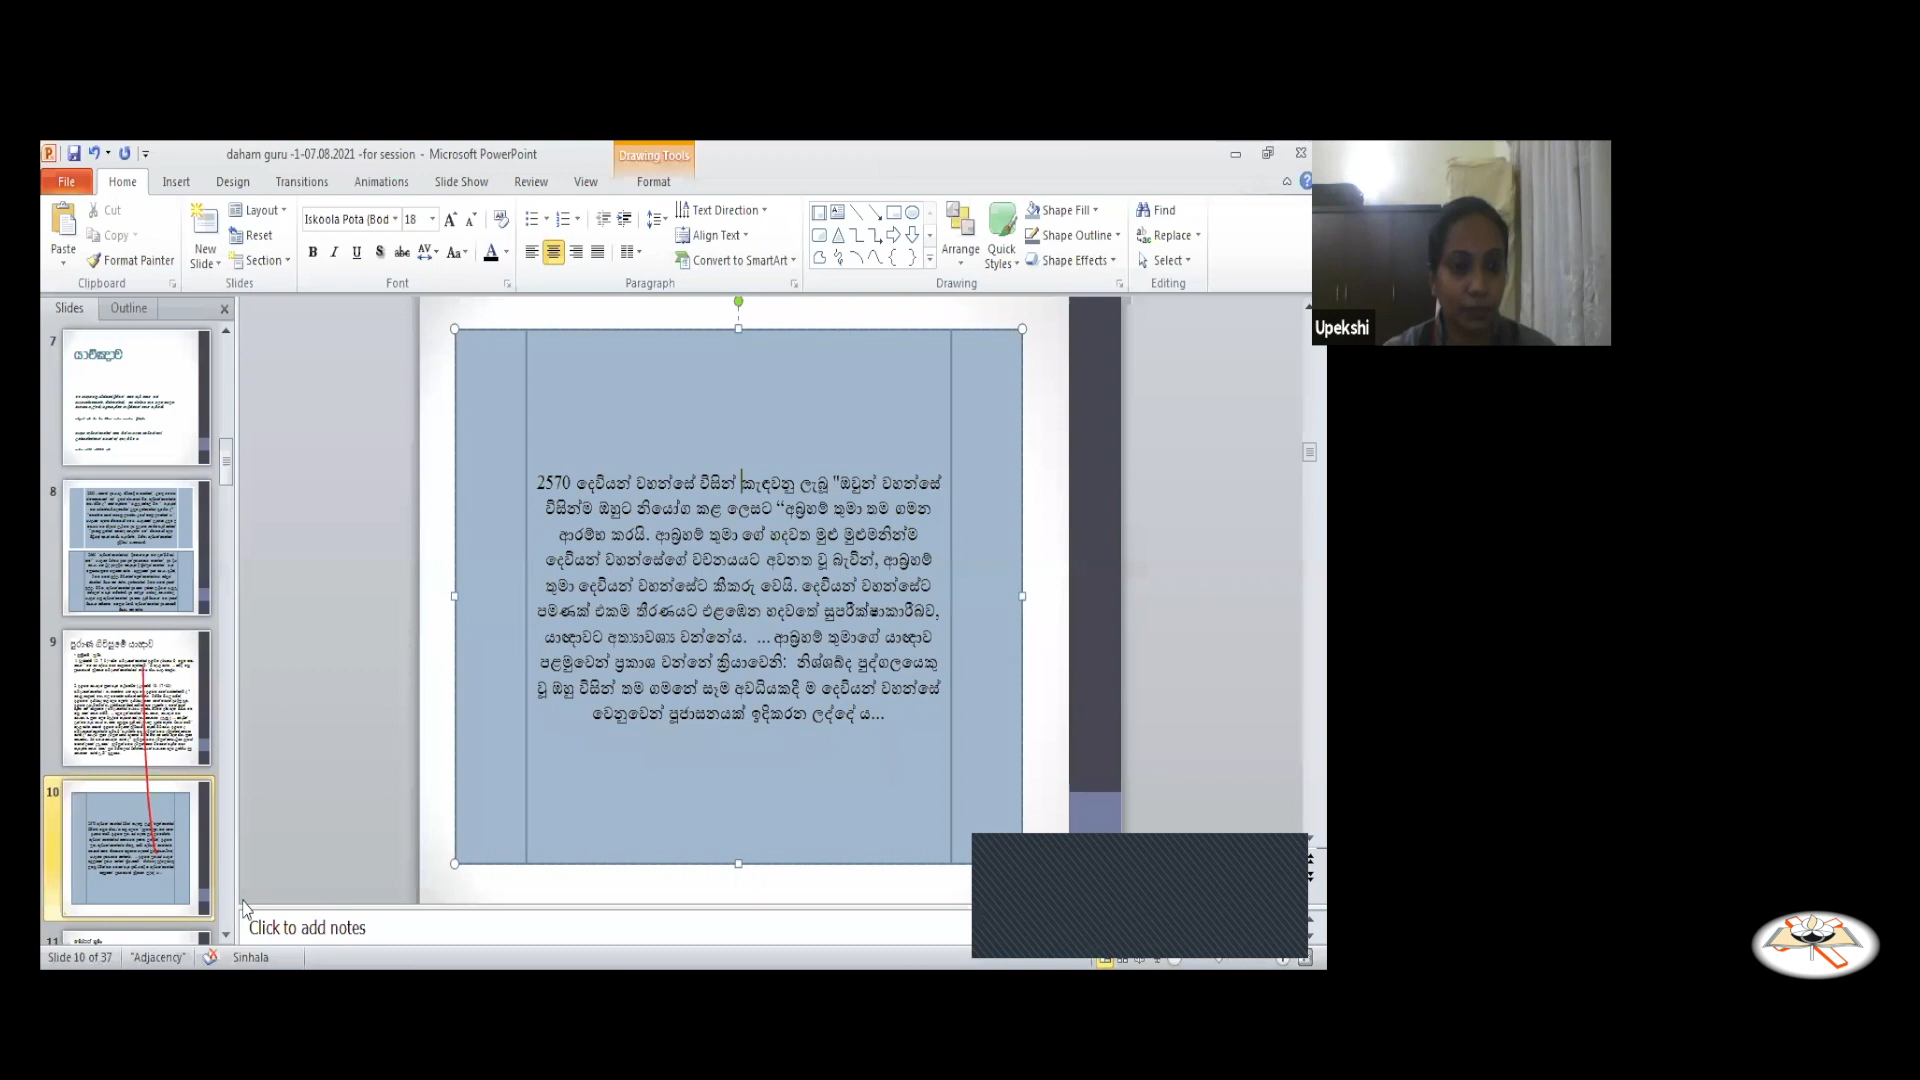 daham guru -1-07.08.2021 -for session - Microsoft PowerPoint
Drawing Tools
File Home Insert Design Transitions Animations Slide Show Review View Format
Cut
Copy
Format Painter
Paste
Clipboard
New Slide
Layout
Reset
Section
Slides
Iskoola Pota (Bod 18
Font
Text Direction
Align Text
Convert to SmartArt
Paragraph
Arrange
Quick Styles
Shape Fill
Shape Outline
Shape Effects
Drawing
Find
Replace
Select
Editing
Slides Outline
7
යාච්ඤාව
8
9
10
11
2570 දෙවියන් වහන්සේ විසින් කැඳවනු ලැබූ "ඔවුන් වහන්සේ
විසින්ම ඔහුට නියෝග කළ ලෙසට “අබ්‍රහම් තුමා තම ගමන
ආරම්භ කරයි. ආබ්‍රහම් තුමා ගේ හදවත මුළු මුළුමනින්ම
දෙවියන් වහන්සේගේ වචනයයට අවනත වූ බැවින්, ආබ්‍රහම්
තුමා දෙවියන් වහන්සේට කීකරු වෙයි. දෙවියන් වහන්සේට
පමණක් එකම තීරණයට එළඹෙන හදවතේ සුපරීක්ෂාකාරීබව,
යාඥාවට අත්‍යාවශ්‍ය වන්නේය. ... ආබ්‍රහම් තුමාගේ යාඥාව
පළමුවෙන් ප්‍රකාශ වන්නේ ක්‍රියාවෙනි: නිශ්ශබ්ද පුද්ගලයෙකු
වූ ඔහු විසින් තම ගමනේ සෑම අවධියකදී ම දෙවියන් වහන්සේ
වෙනුවෙන් පූජාසනයක් ඉදිකරන ලද්දේ ය...
Click to add notes
Slide 10 of 37 "Adjacency" Sinhala
Upekshi